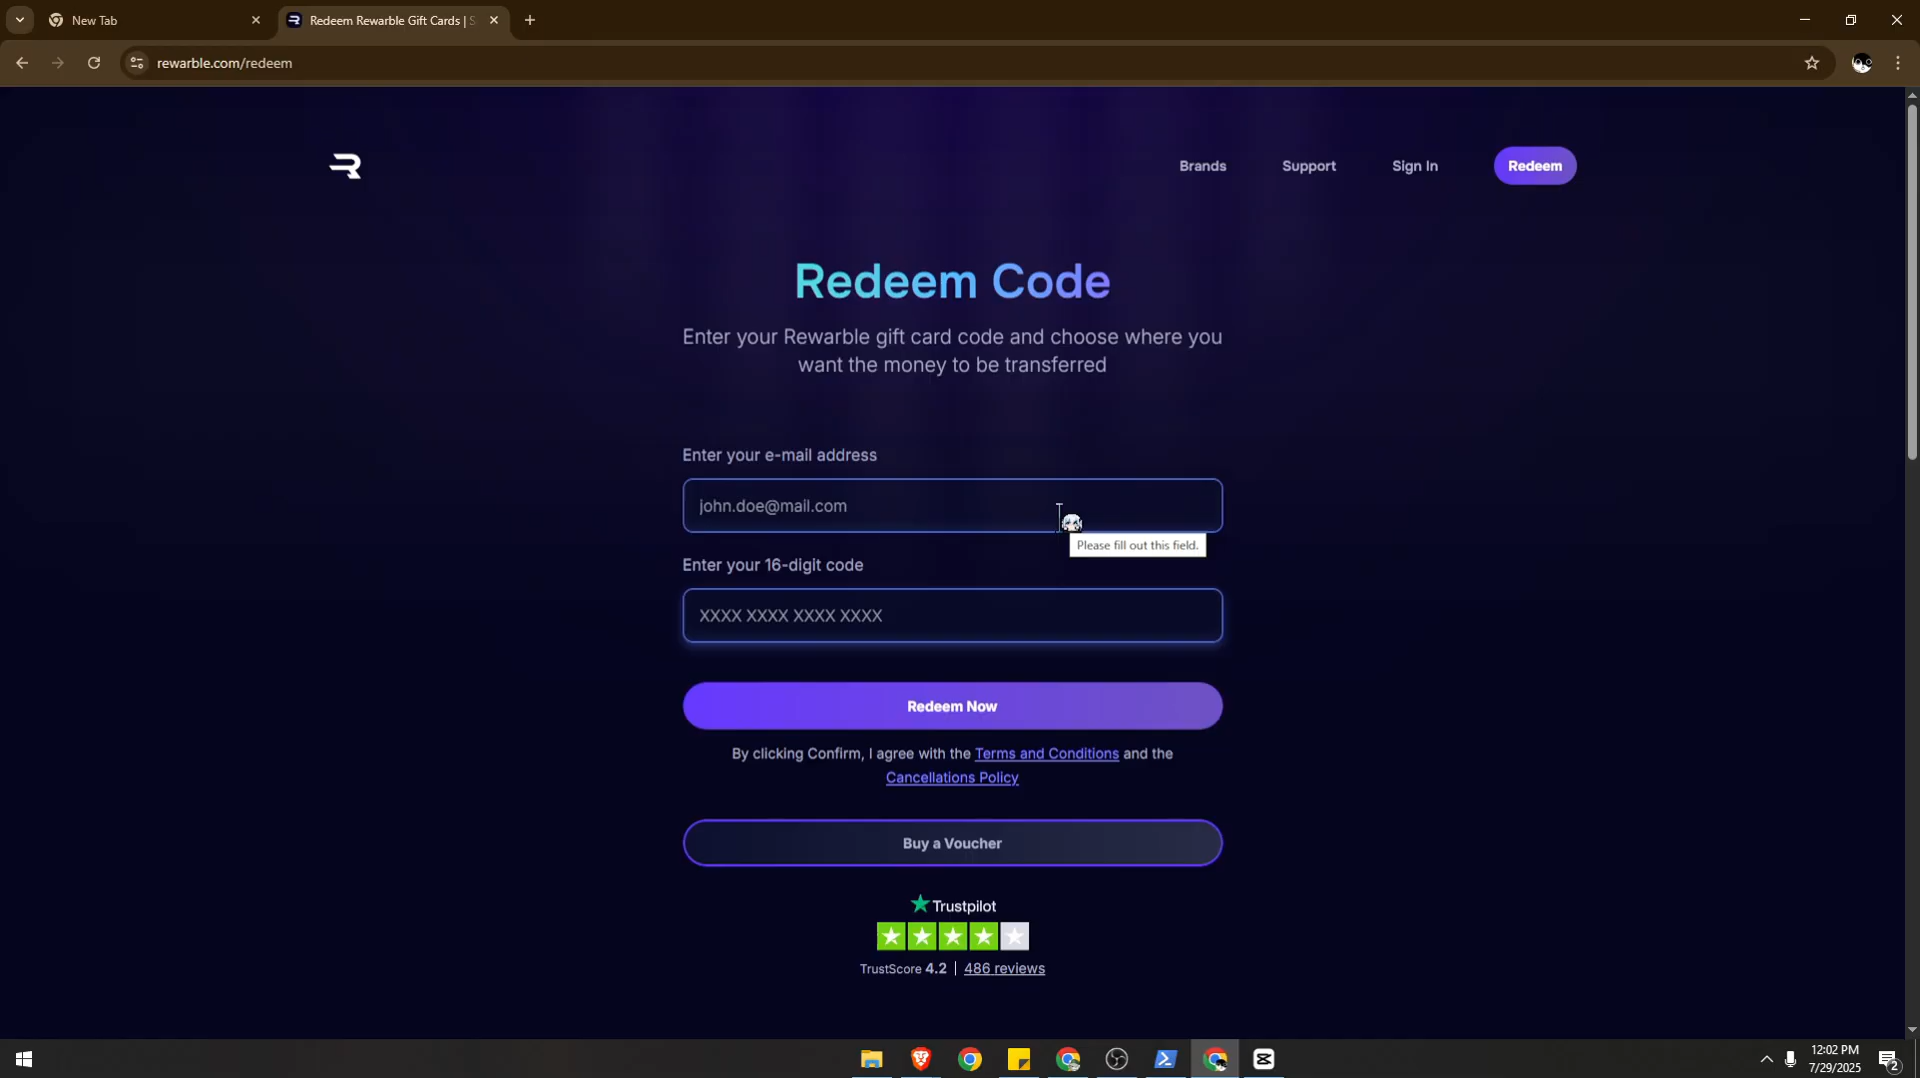 New Tab
Redeem Rewarble Gift Cards |
rewarble.com/redeem
Brands
Support
Sign In
Redeem
Redeem Code
Enter your Rewarble gift card code and choose where you
want the money to be transferred
Enter your e-mail address
john.doe@mail.com
Please fill out this field.
Enter your 16-digit code
XXXX XXXX XXXX XXXX
Redeem Now
By clicking Confirm, I agree with the Terms and Conditions and the
Cancellations Policy
Buy a Voucher
Trustpilot
TrustScore 4.2 | 486 reviews
12:02 PM
7/29/2025
2